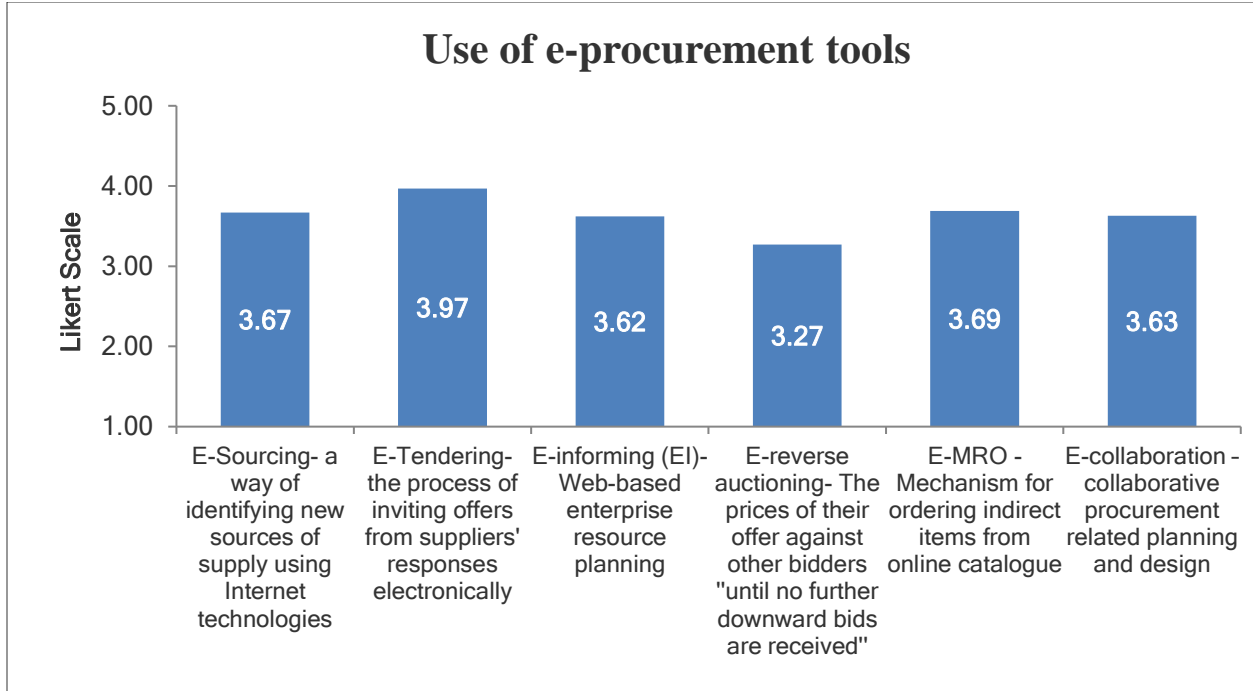 Use of e-procurement tools
5.00
4.00
3.00
2.00
1.00
Likert Scale
3.67
3.97
3.62
3.27
3.69
3.63
E-Sourcing- a
way of
identifying new
sources of
supply using
Internet
technologies
E-Tendering-
the process of
inviting offers
from suppliers'
responses
electronically
E-informing (EI)-
Web-based
enterprise
resource
planning
E-reverse
auctioning- The
prices of their
offer against
other bidders
"until no further
downward bids
are received"
E-MRO -
Mechanism for
ordering indirect
items from
online catalogue
E-collaboration -
collaborative
procurement
related planning
and design